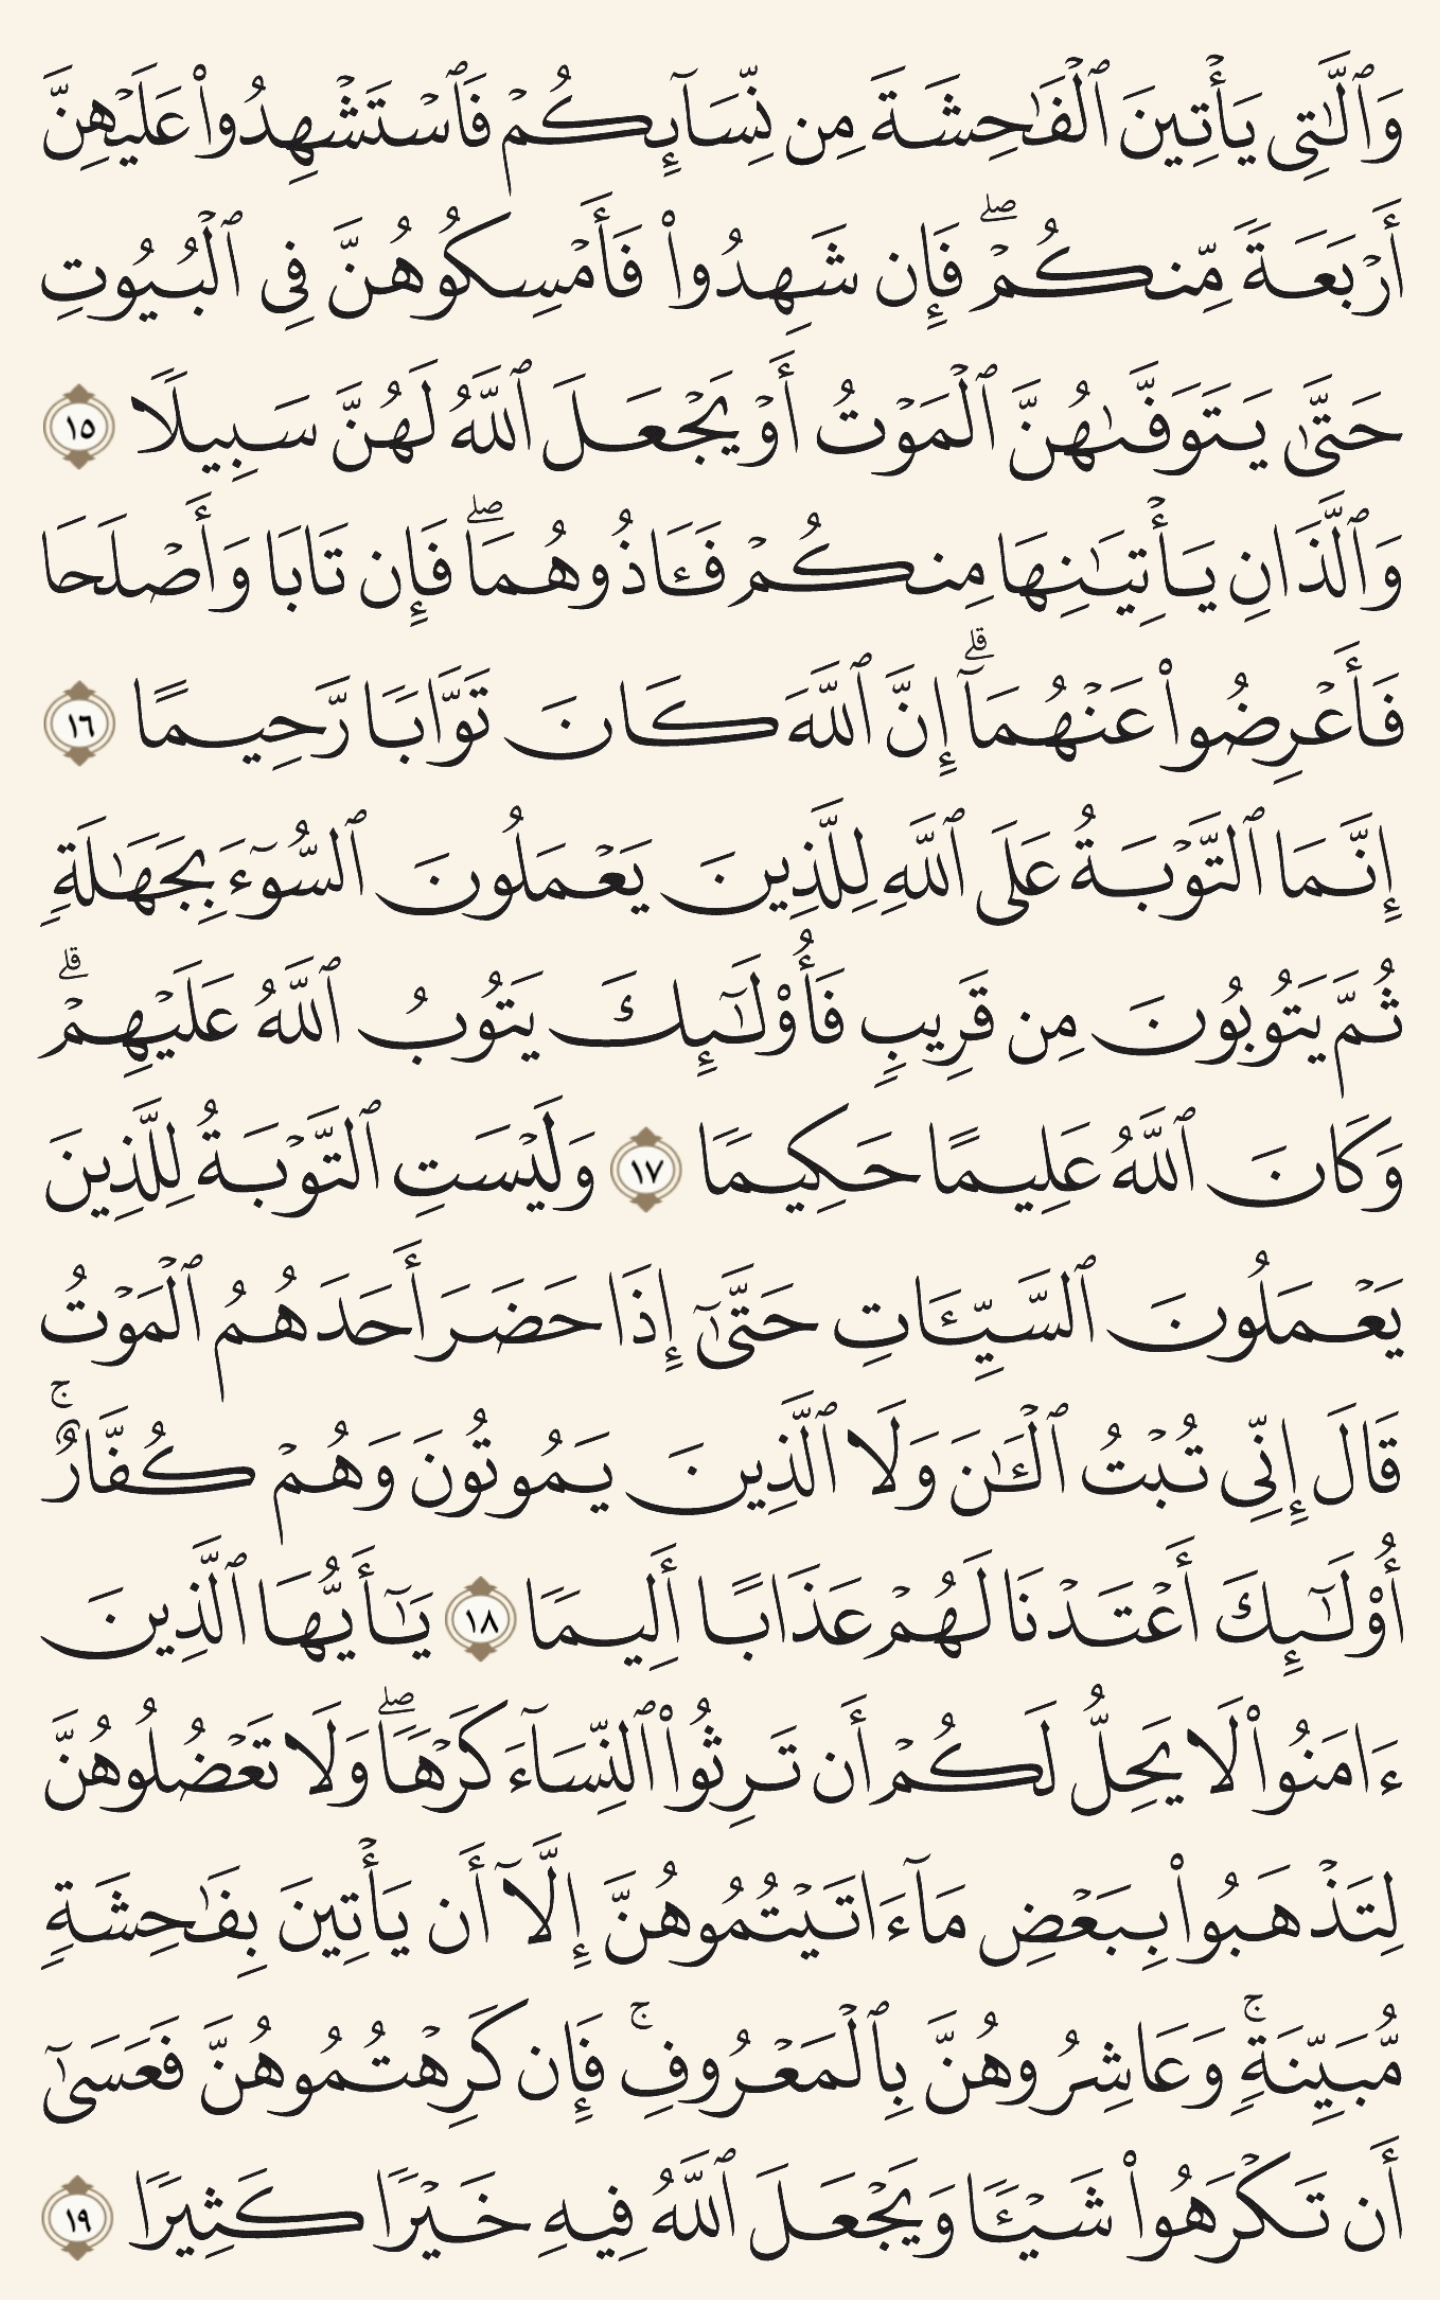 وَٱلَّٰتِى يَأۡتِينَ ٱلۡفَٰحِشَةَ مِن نِّسَآئِكُمۡ فَٱسۡتَشۡهِدُواْ عَلَيۡهِنَّ
أَرۡبَعَةً مِّنكُمۡۖ فَإِن شَهِدُواْ فَأَمۡسِكُوهُنَّ فِى ٱلۡبُيُوتِ
حَتَّىٰ يَتَوَفَّىٰهُنَّ ٱلۡمَوۡتُ أَوۡ يَجۡعَلَ ٱللَّهُ لَهُنَّ سَبِيلًا ١٥
وَٱلَّذَانِ يَأۡتِيَٰنِهَا مِنكُمۡ فَـَٔاذُوهُمَاۖ فَإِن تَابَا وَأَصۡلَحَا
فَأَعۡرِضُواْ عَنۡهُمَآۗ إِنَّ ٱللَّهَ كَانَ تَوَّابًا رَّحِيمًا ١٦
إِنَّمَا ٱلتَّوۡبَةُ عَلَى ٱللَّهِ لِلَّذِينَ يَعۡمَلُونَ ٱلسُّوٓءَ بِجَهَٰلَةٍ
ثُمَّ يَتُوبُونَ مِن قَرِيبٍ فَأُوْلَٰٓئِكَ يَتُوبُ ٱللَّهُ عَلَيۡهِمۡۗ
وَكَانَ ٱللَّهُ عَلِيمًا حَكِيمًا ١٧ وَلَيۡسَتِ ٱلتَّوۡبَةُ لِلَّذِينَ
يَعۡمَلُونَ ٱلسَّيِّـَٔاتِ حَتَّىٰٓ إِذَا حَضَرَ أَحَدَهُمُ ٱلۡمَوۡتُ
قَالَ إِنِّى تُبۡتُ ٱلۡـَٰٔنَ وَلَا ٱلَّذِينَ يَمُوتُونَ وَهُمۡ كُفَّارٌۚ
أُوْلَٰٓئِكَ أَعۡتَدۡنَا لَهُمۡ عَذَابًا أَلِيمًا ١٨ يَٰٓأَيُّهَا ٱلَّذِينَ
ءَامَنُواْ لَا يَحِلُّ لَكُمۡ أَن تَرِثُواْ ٱلنِّسَآءَ كَرۡهًاۖ وَلَا تَعۡضُلُوهُنَّ
لِتَذۡهَبُواْ بِبَعۡضِ مَآ ءَاتَيۡتُمُوهُنَّ إِلَّآ أَن يَأۡتِينَ بِفَٰحِشَةٍ
مُّبَيِّنَةٍۚ وَعَاشِرُوهُنَّ بِٱلۡمَعۡرُوفِۚ فَإِن كَرِهۡتُمُوهُنَّ فَعَسَىٰٓ
أَن تَكۡرَهُواْ شَيۡـًٔا وَيَجۡعَلَ ٱللَّهُ فِيهِ خَيۡرًا كَثِيرًا ١٩